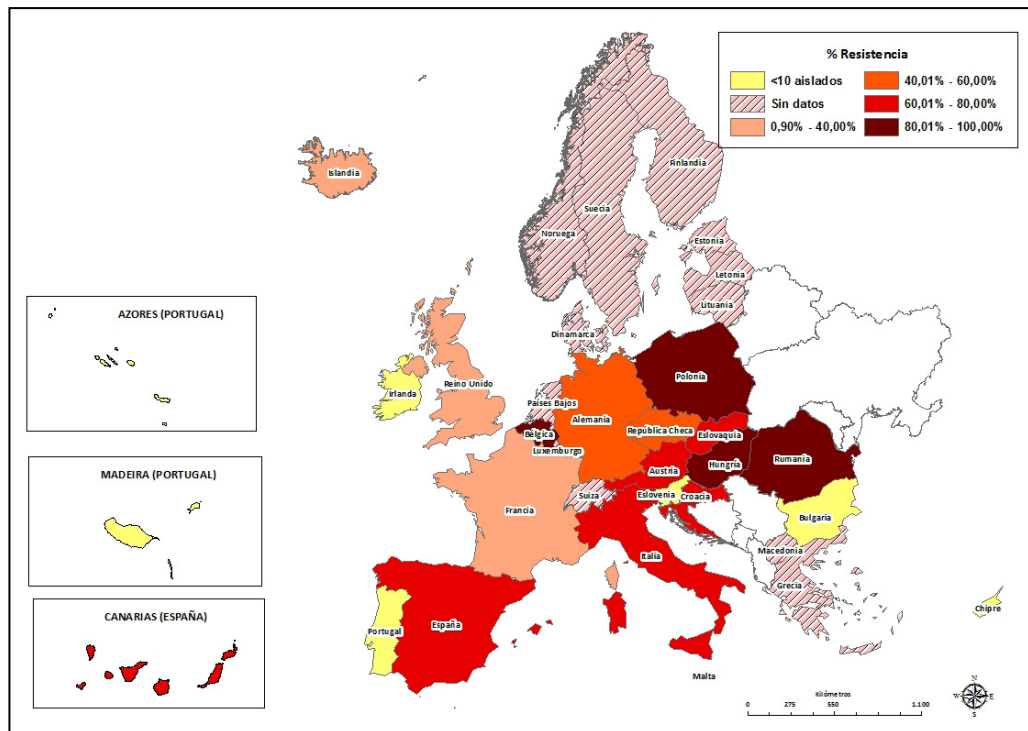 % Resistencia
<10 aislados
Sin datos
0,90% - 40,00%
40,01% - 60,00%
60,01% - 80,00%
80,01% - 100,00%
Islandia
Finlandia
Suecia
Noruega
Estonia
Letonia
Lituania
Dinamarca
Reino Unido
Irlanda
Países Bajos
Polonia
Alemania
Bélgica
República Checa
Luxemburgo
Eslovaquia
Hungría
Rumania
Austria
Suiza
Eslovenia
Croacia
Francia
Bulgaria
Italia
Macedonia
Grecia
Chipre
España
Portugal
Malta
AZORES (PORTUGAL)
MADEIRA (PORTUGAL)
CANARIAS (ESPAÑA)
Kilómetros
0 275 550 1.100
N
W E
S